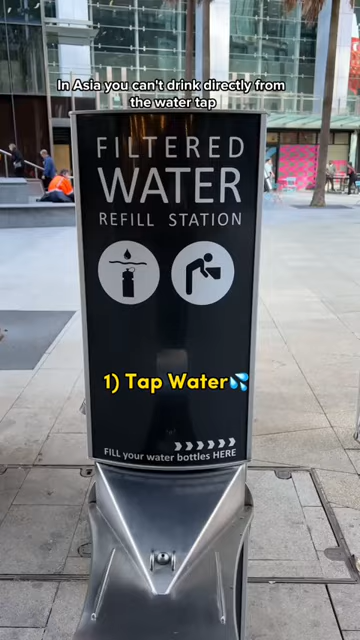 In Asia you can't drink directly from
the water tap
FILTERED
WATER
REFILL STATION
1) Tap Water💦
>>>>>>
FILL your water bottles HERE